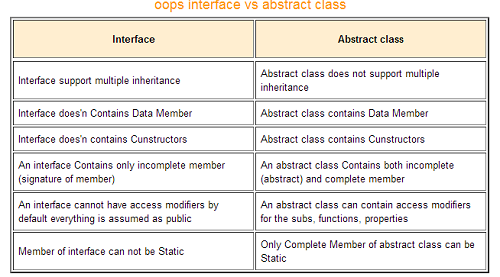 oops interface vs abstract class
Interface
Abstract class
Interface support multiple inheritance
Abstract class does not support multiple
inheritance
Interface does'n Contains Data Member
Abstract class contains Data Member
Interface does'n contains Cunstructors
Abstract class contains Cunstructors
An interface Contains only incomplete member
(signature of member)
An abstract class Contains both incomplete
(abstract) and complete member
An interface cannot have access modifiers by
default everything is assumed as public
An abstract class can contain access modifiers
for the subs, functions, properties
Member of interface can not be Static
Only Complete Member of abstract class can be
Static